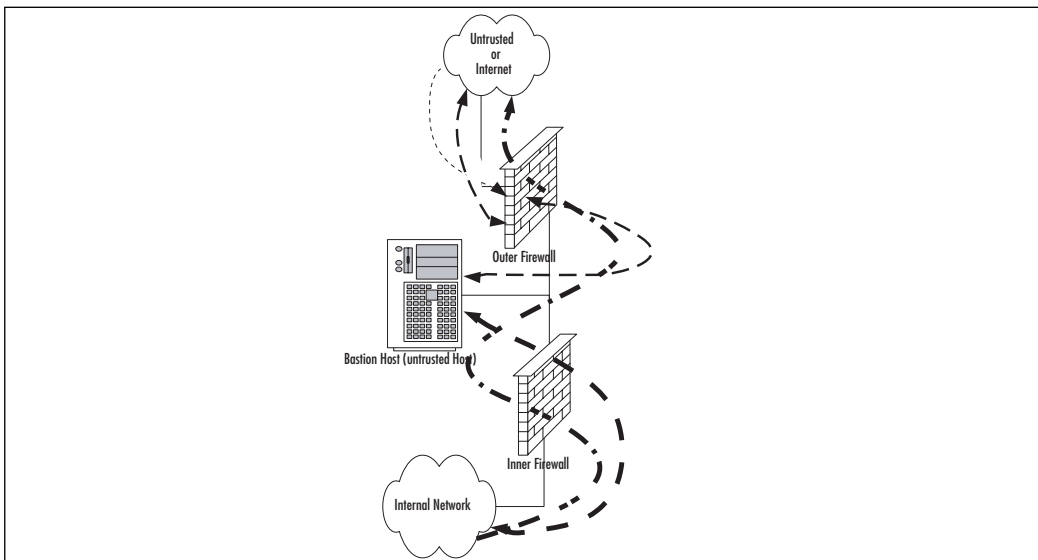 Untrusted
or
Internet
Outer Firewall
Bastion Host (untrusted Host)
Inner Firewall
Internal Network